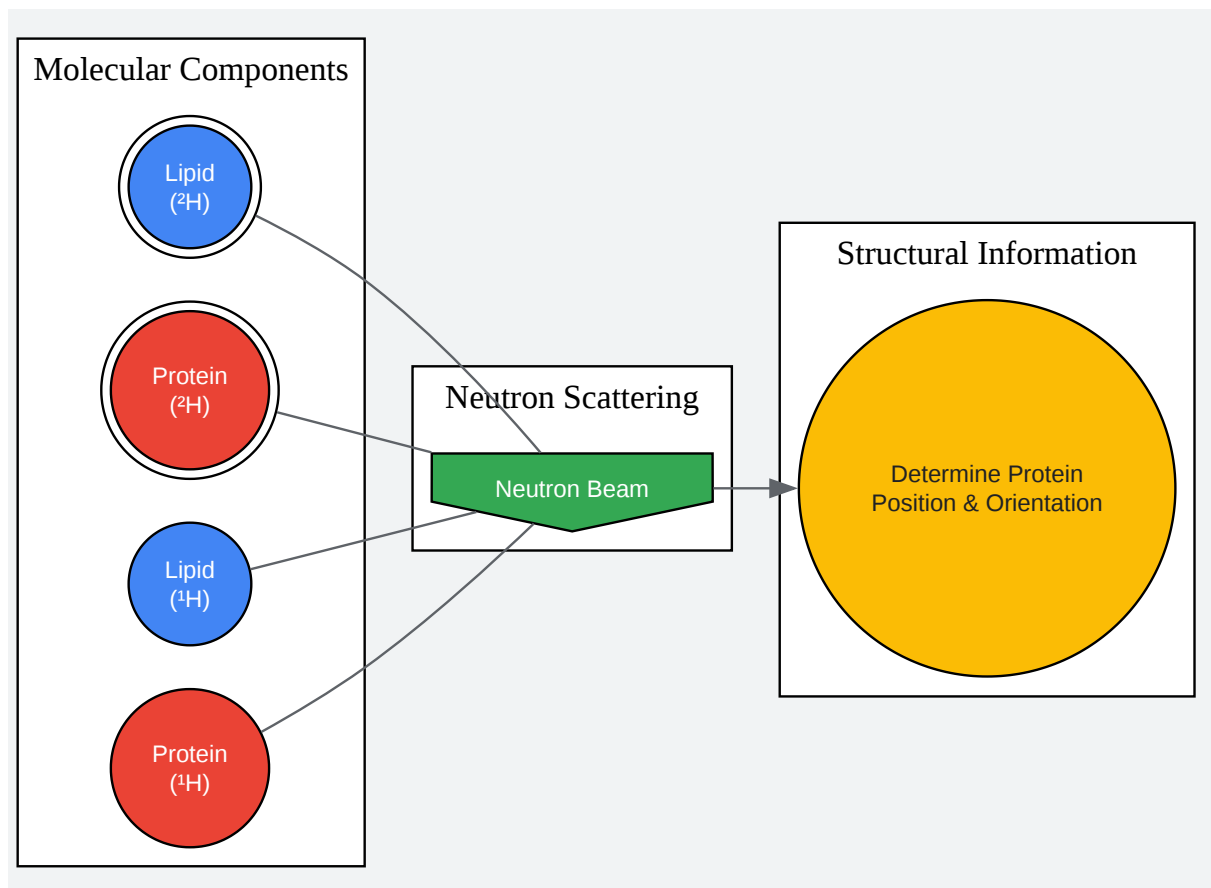 Molecular Components
Lipid
(²H)
Protein
(²H)
Lipid
(¹H)
Protein
(¹H)
Neutron Scattering
Neutron Beam
Structural Information
Determine Protein
Position & Orientation